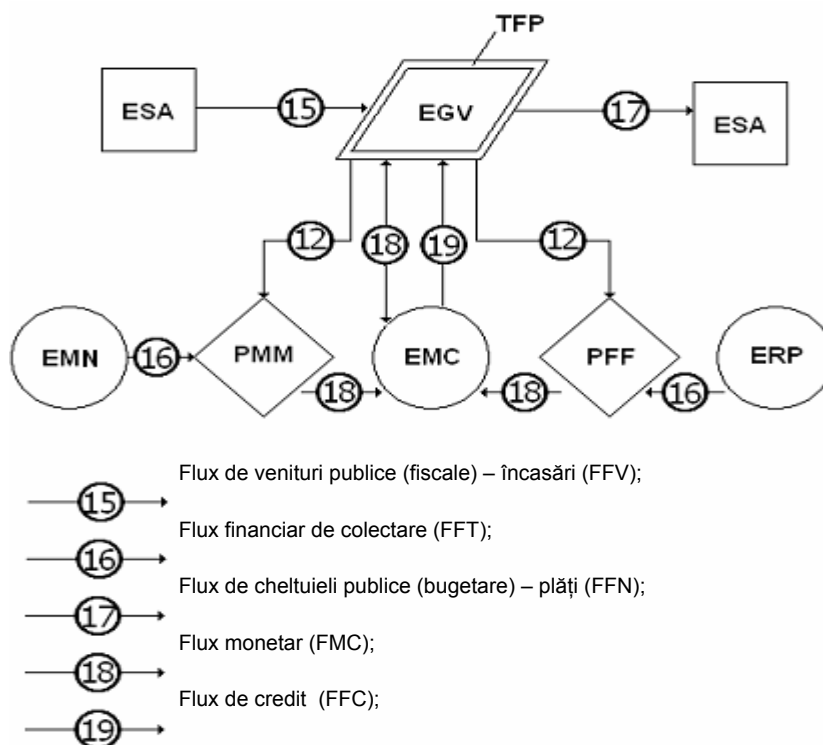 TFP
ESA
15
EGV
17
ESA
12
18
19
12
EMN
16
PMM
18
EMC
18
PFF
16
ERP
Flux de venituri publice (fiscale) – încasări (FFV);
15
Flux financiar de colectare (FFT);
16
Flux de cheltuieli publice (bugetare) – plăți (FFN);
17
Flux monetar (FMC);
18
Flux de credit (FFC);
19